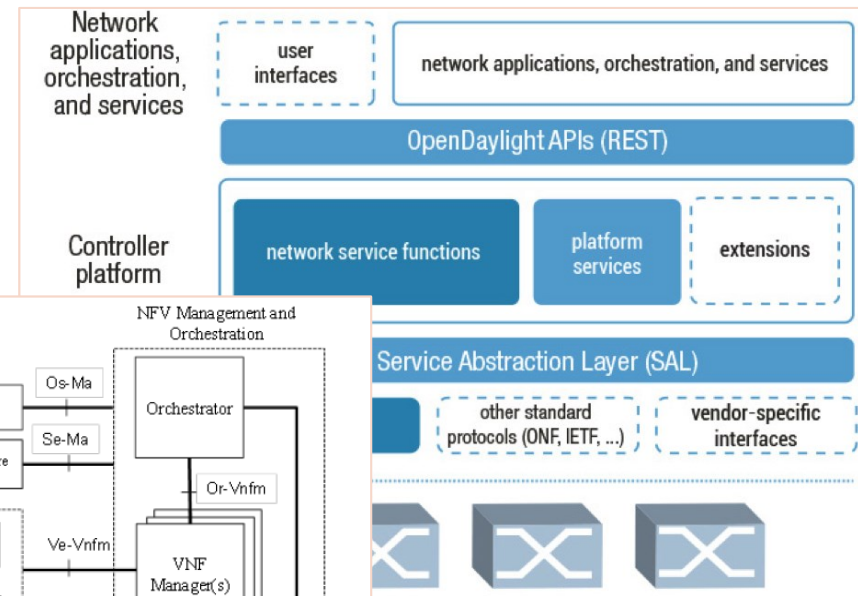 Network
applications,
orchestration,
and services
user
interfaces
network applications, orchestration, and services
OpenDaylight APIs (REST)
Controller
platform
network service functions
platform
services
extensions
Service Abstraction Layer (SAL)
other standard
protocols (ONF, IETF, ...)
vendor-specific
interfaces
NFV Management and
Orchestration
Os-Ma
Orchestrator
Se-Ma
Or-Vnfm
Ve-Vnfm
VNF
Manager(s)